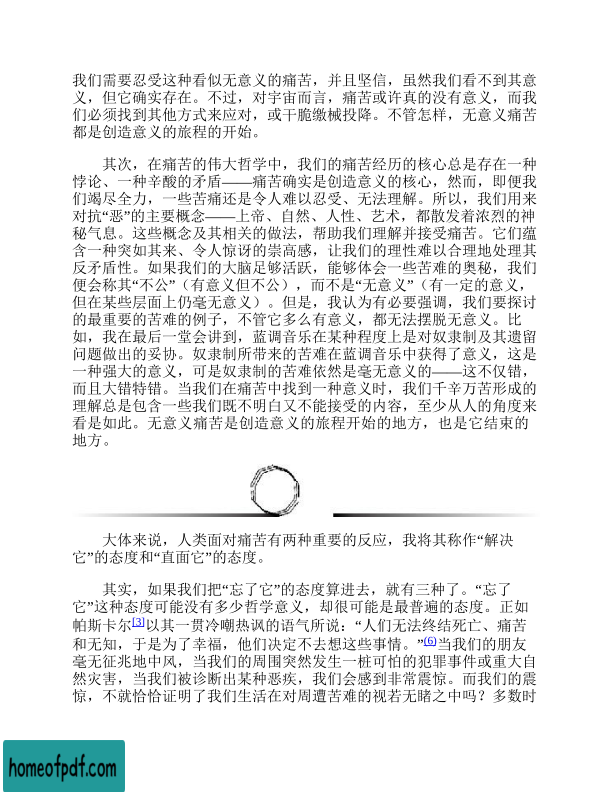 我们需要忍受这种看似无意义的痛苦，并且坚信，虽然我们看不到其意
义，但它确实存在。不过，对宇宙而言，痛苦或许真的没有意义，而我
们必须找到其他方式来应对，或干脆缴械投降。不管怎样，无意义痛苦
都是创造意义的旅程的开始。
其次，在痛苦的伟大哲学中，我们的痛苦经历的核心总是存在一种
悖论、一种辛酸的矛盾——痛苦确实是创造意义的核心，然而，即便我
们竭尽全力，一些苦痛还是令人难以忍受、无法理解。所以，我们用来
对抗“恶”的主要概念——上帝、自然、人性、艺术，都散发着浓烈的神
秘气息。这些概念及其相关的做法，帮助我们理解并接受痛苦。它们蕴
含一种突如其来、令人惊讶的崇高感，让我们的理性难以合理地处理其
反矛盾性。如果我们的大脑足够活跃，能够体会一些苦难的奥秘，我们
便会称其“不公”（有意义但不公），而不是“无意义”（有一定的意义，
但在某些层面上仍毫无意义）。但是，我认为有必要强调，我们要探讨
的最重要的苦难的例子，不管它多么有意义，都无法摆脱无意义。比
如，我在最后一堂会讲到，蓝调音乐在某种程度上是对奴隶制及其遗留
问题做出的妥协。奴隶制所带来的苦难在蓝调音乐中获得了意义，这是
一种强大的意义，可是奴隶制的苦难依然是毫无意义的——这不仅错，
而且大错特错。当我们在痛苦中找到一种意义时，我们千辛万苦形成的
理解总是包含一些我们既不明白又不能接受的内容，至少从人的角度来
看是如此。无意义痛苦是创造意义的旅程开始的地方，也是它结束的
地方。
大体来说，人类面对痛苦有两种重要的反应，我将其称作“解决
它”的态度和“直面它”的态度。
其实，如果我们把“忘了它”的态度算进去，就有三种了。“忘了
它”这种态度可能没有多少哲学意义，却很可能是最普遍的态度。正如
帕斯卡尔[3]以其一贯冷嘲热讽的语气所说：“人们无法终结死亡、痛苦
和无知，于是为了幸福，他们决定不去想这些事情。”(6)当我们的朋友
毫无征兆地中风，当我们的周围突然发生一桩可怕的犯罪事件或重大自
然灾害，当我们被诊断出某种恶疾，我们会感到非常震惊。而我们的震
惊，不就恰恰证明了我们生活在对周遭苦难的视若无睹之中吗？多数时
homeofpdf.com